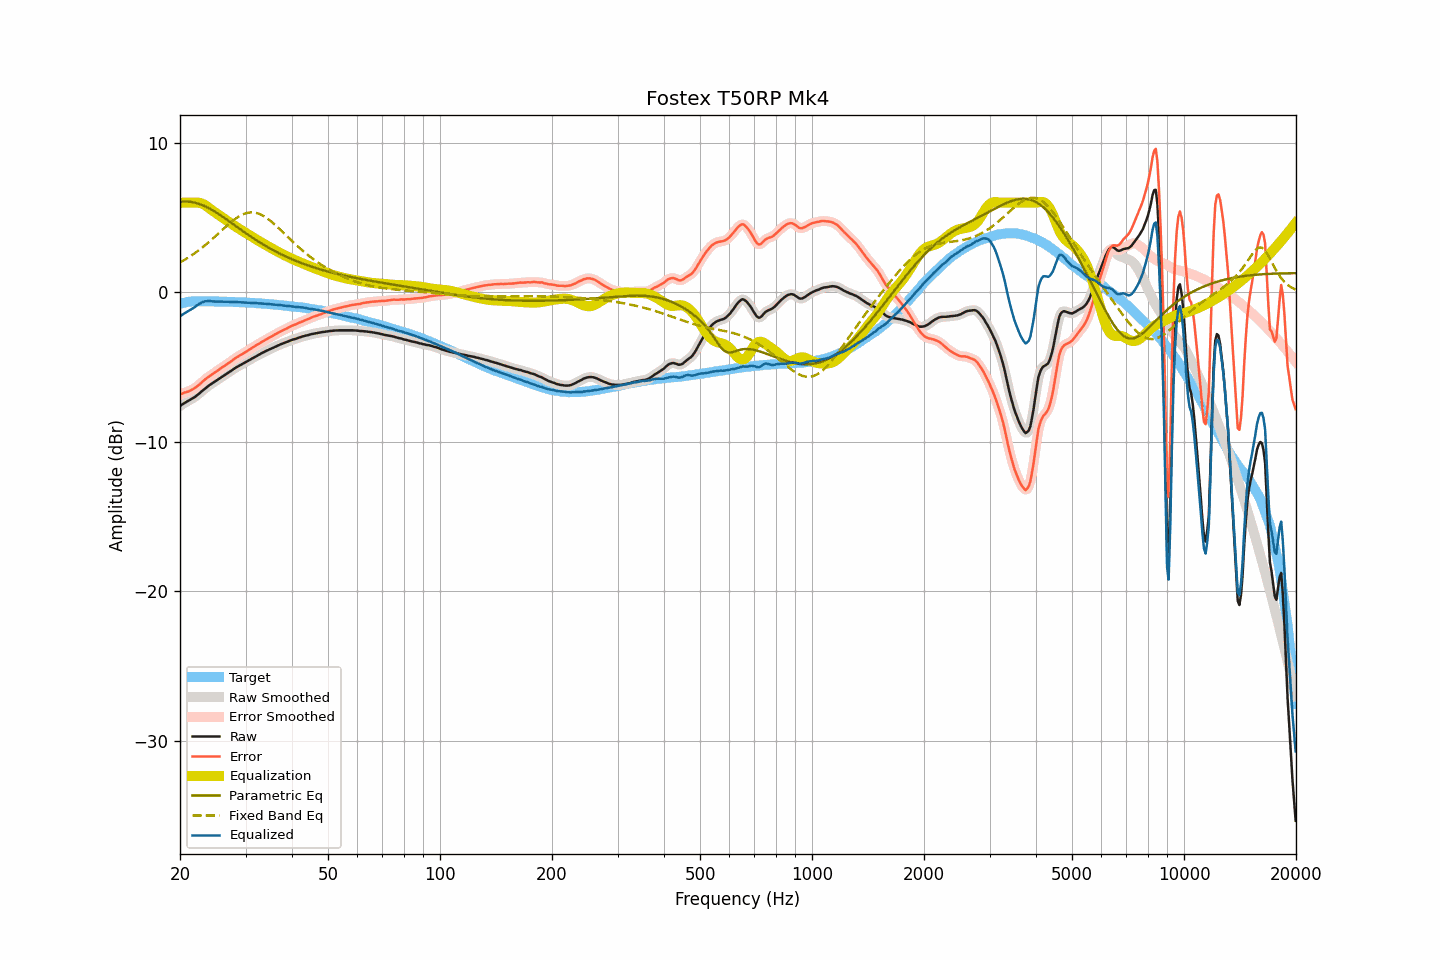 Fostex T50RP Mk4
Amplitude (dBr)
10
0
−10
−20
−30
Target
Raw Smoothed
Error Smoothed
Raw
Error
Equalization
Parametric Eq
Fixed Band Eq
Equalized
20 50 100 200 500 1000 2000 5000 10000 20000
Frequency (Hz)